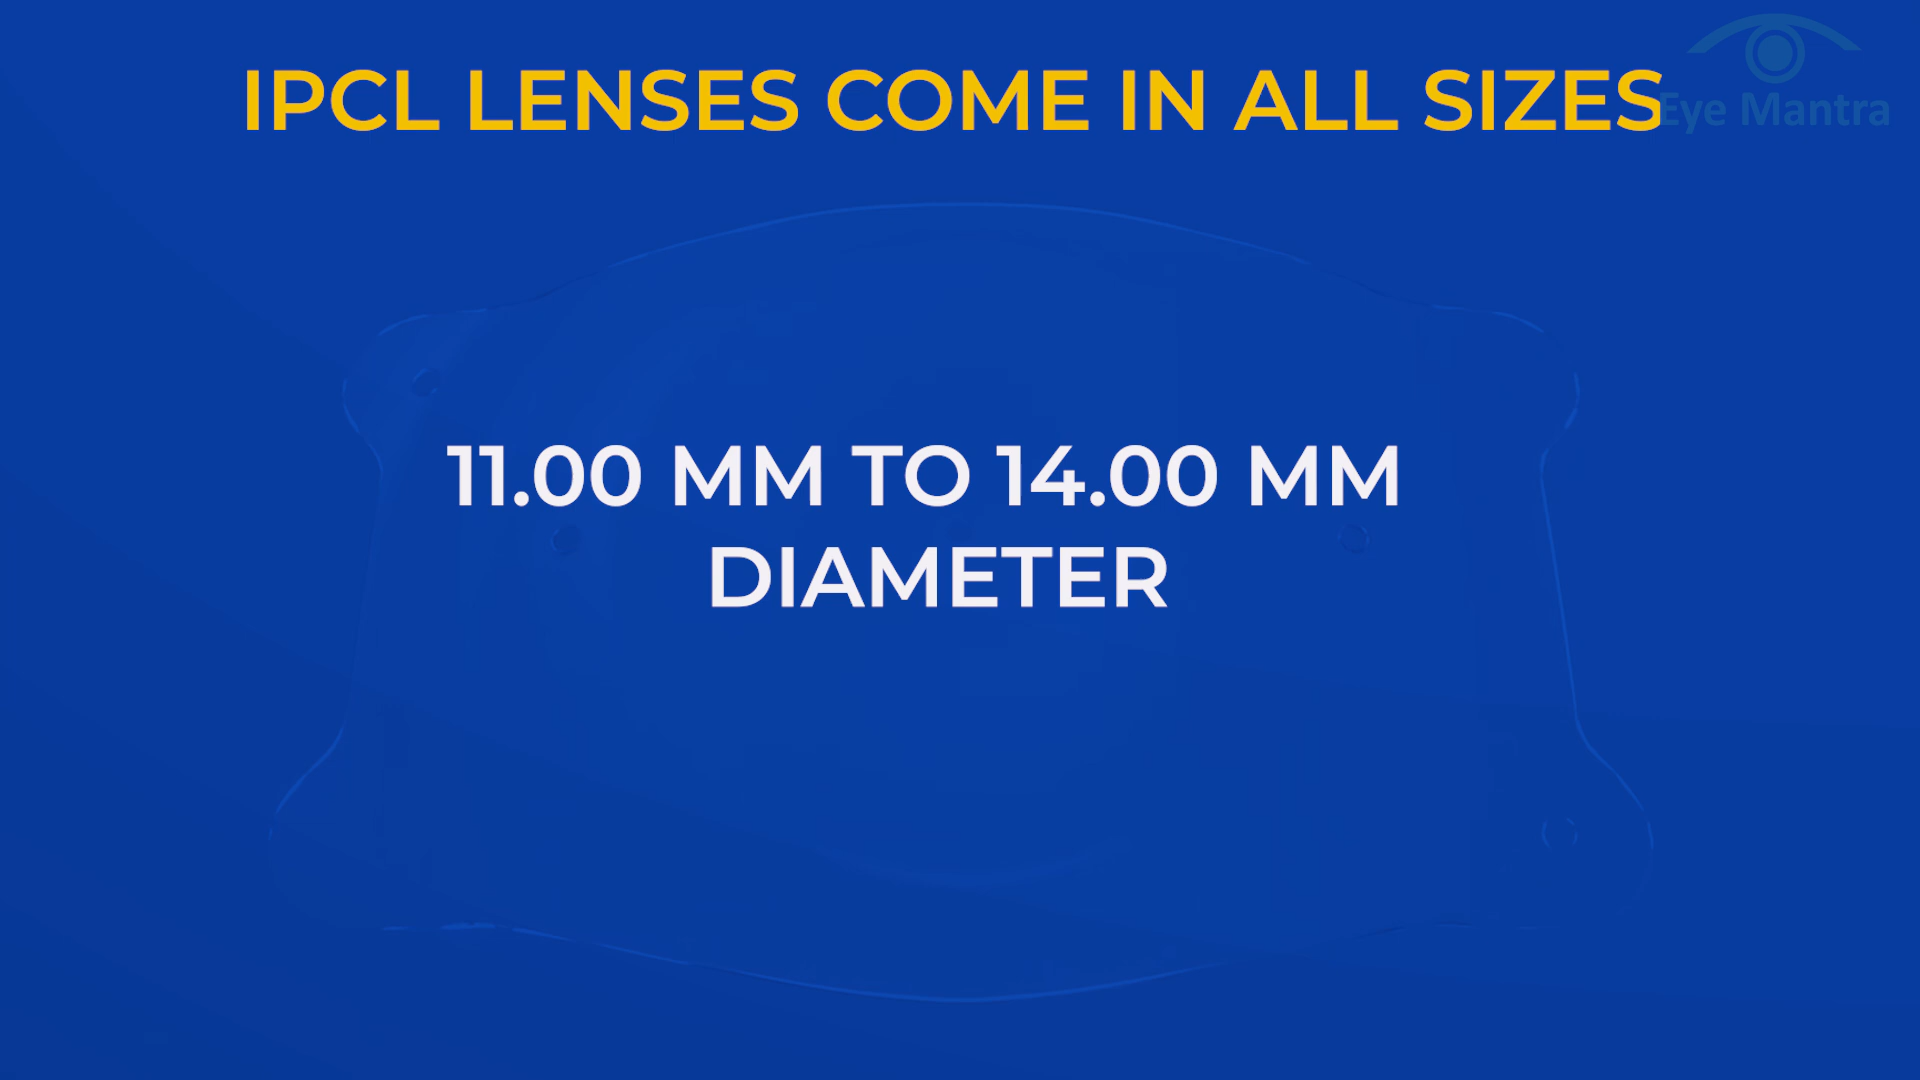 IPCL LENSES COME IN ALL SIZES
Eye Mantra
11.00 MM TO 14.00 MM
DIAMETER